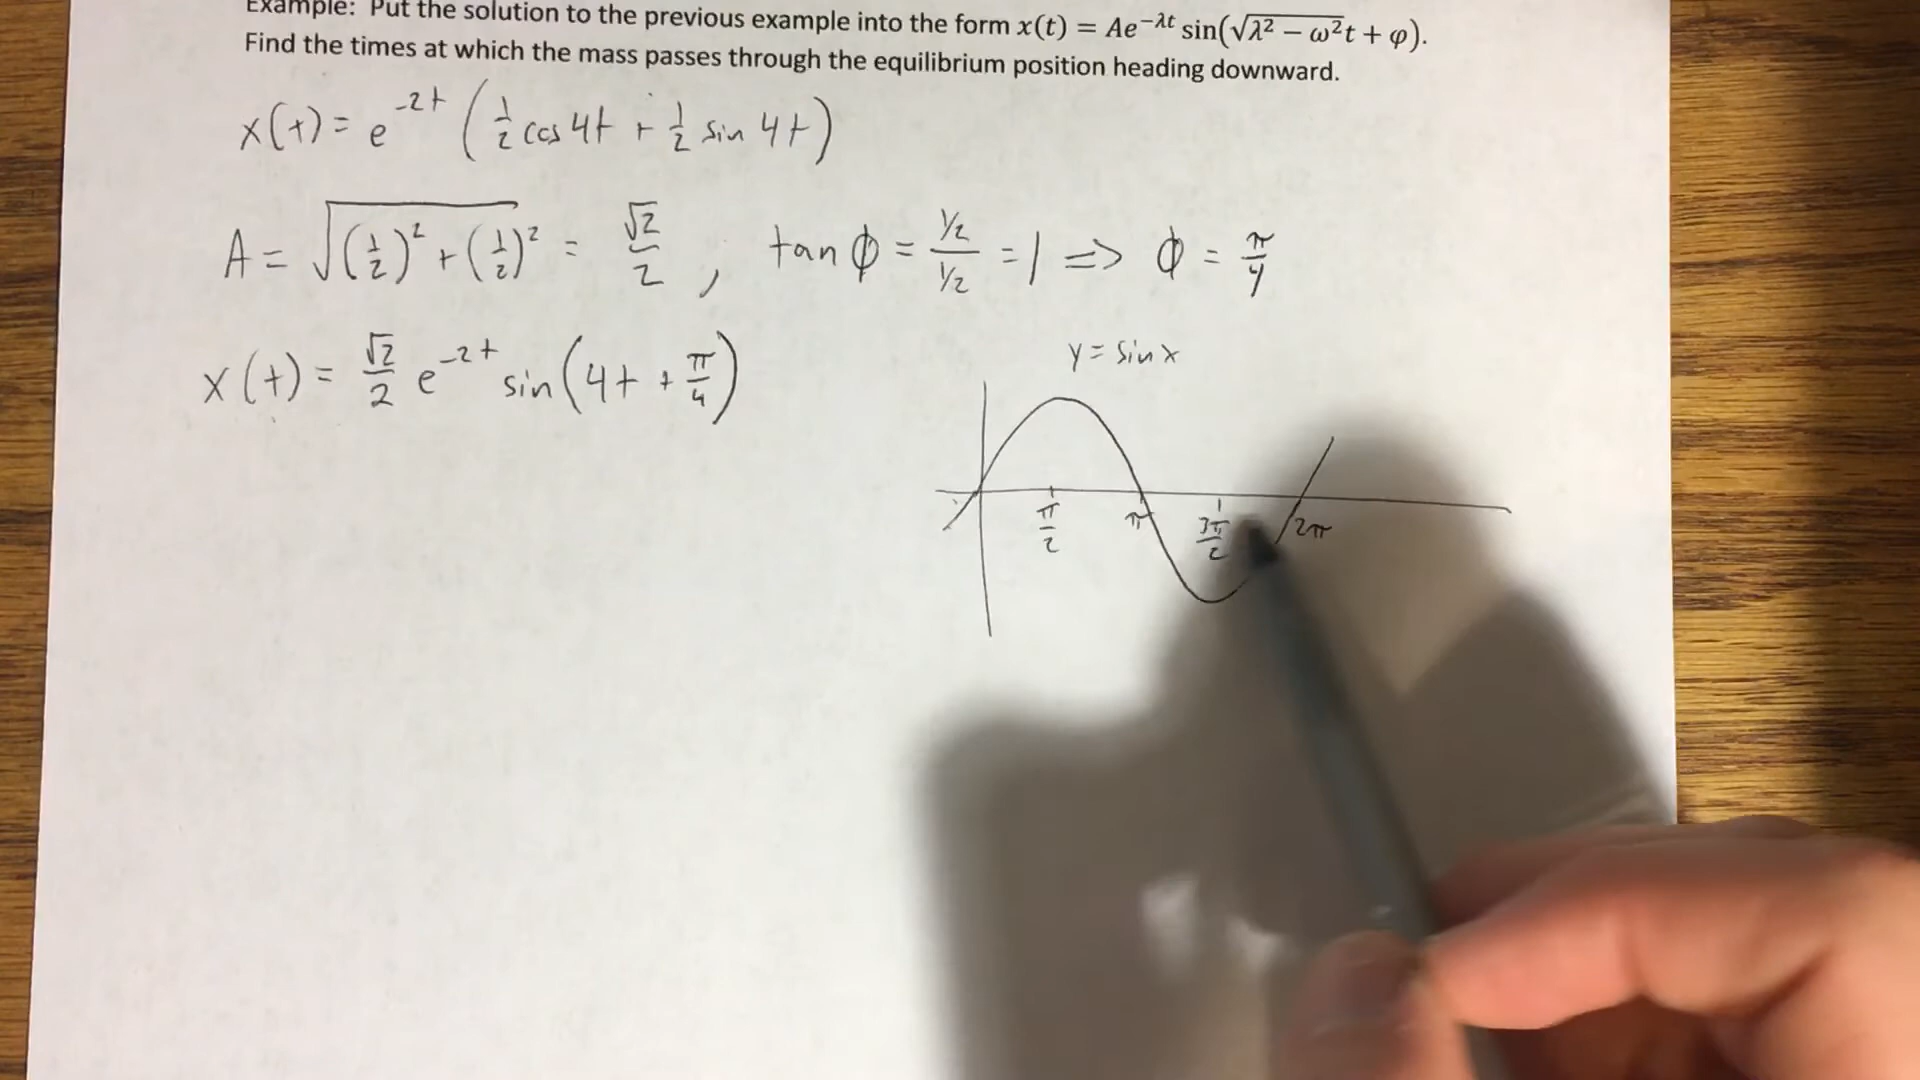 Example: Put the solution to the previous example into the form x(t) = Ae^{−λt} sin(√(λ² − ω²)t + φ).
Find the times at which the mass passes through the equilibrium position heading downward.
x(t) = e^{-2t} (1/2 cos 4t + 1/2 sin 4t)
A = √((1/2)² + (1/2)²) = √2/2 , tan ϕ = (1/2)/(1/2) = 1 => ϕ = π/4
x(t) = √2/2 e^{-2t} sin(4t + π/4)
y = sin x
π/2 π 3π/2 2π